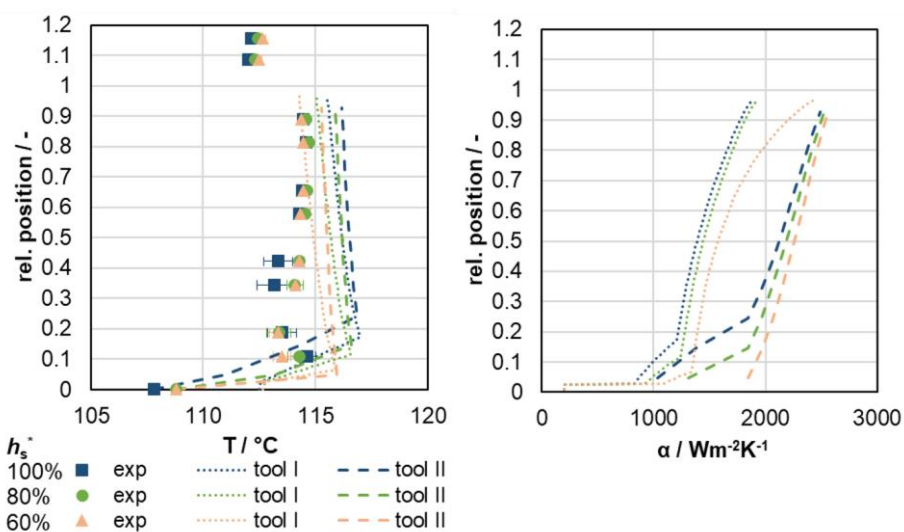 1.2
1.1
1
0.9
0.8
0.7
0.6
0.5
0.4
0.3
0.2
0.1
0
rel. position / -
105 110 115 120
T / °C
1.2
1.1
1
0.9
0.8
0.7
0.6
0.5
0.4
0.3
0.2
0.1
0
rel. position / -
0 1000 2000 3000
α / Wm⁻²K⁻¹
hₛ*
100% exp tool I tool II
80% exp tool I tool II
60% exp tool I tool II